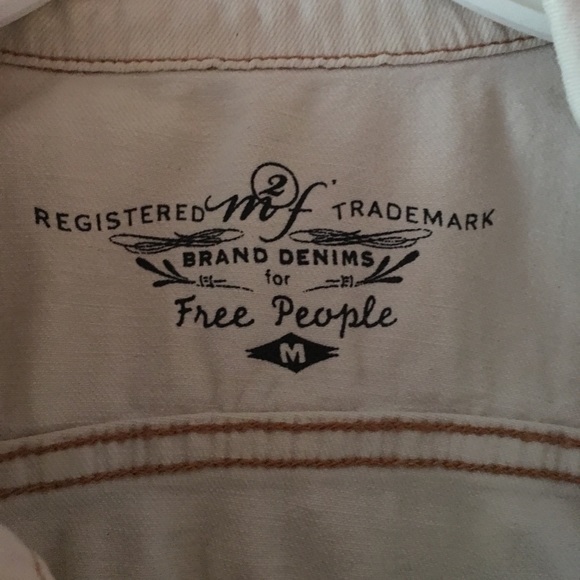 REGISTERED m2f TRADEMARK
BRAND DENIMS
for
Free People
M